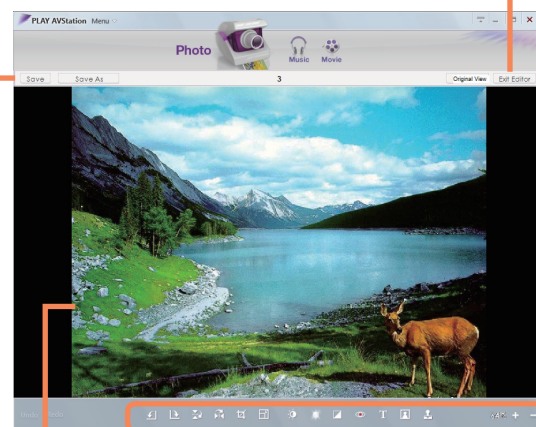 PLAY AVStation Menu
Photo
Music Movie
Save Save As 3 Original View Exit Editor
T